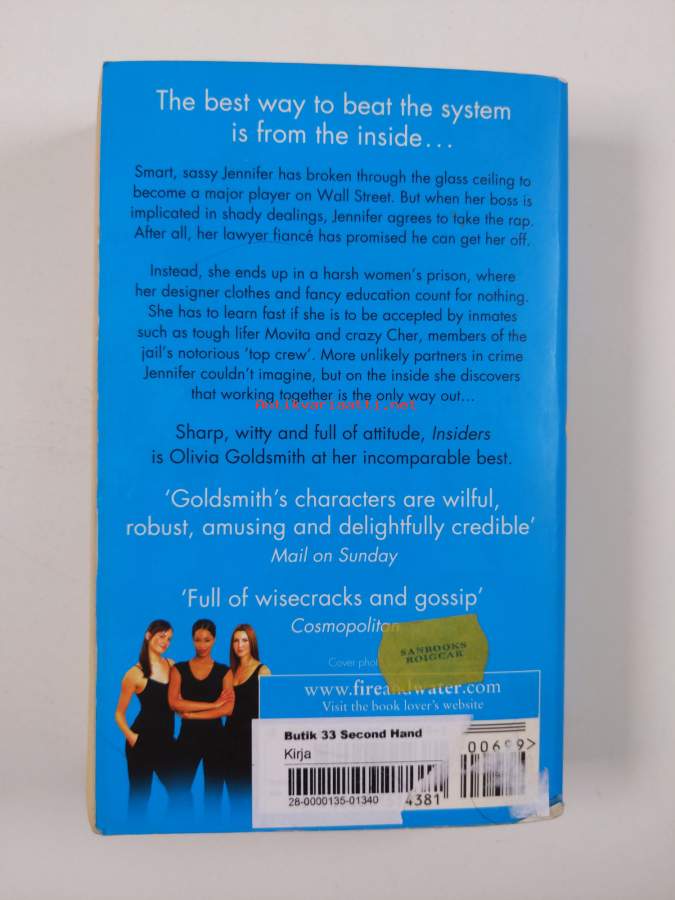 The best way to beat the system
is from the inside...
Smart, sassy Jennifer has broken through the glass ceiling to
become a major player on Wall Street. But when her boss is
implicated in shady dealings, Jennifer agrees to take the rap.
After all, her lawyer fiancé has promised he can get her off.
Instead, she ends up in a harsh women's prison, where
her designer clothes and fancy education count for nothing.
She has to learn fast if she is to be accepted by inmates
such as tough lifer Movita and crazy Cher, members of the
jail's notorious 'top crew'. More unlikely partners in crime
Jennifer couldn't imagine, but on the inside she discovers
that working together is the only way out...
antikvariaatti.net
Sharp, witty and full of attitude, Insiders
is Olivia Goldsmith at her incomparable best.
'Goldsmith's characters are wilful,
robust, amusing and delightfully credible'
Mail on Sunday
'Full of wisecracks and gossip'
Cosmopolitan
SANBOOKS
ROIGCAR
Cover
www.fireandwater.com
Visit the book lover's website
Butik 33 Second Hand
Kirja
28-0000135-01340
4381
00699>